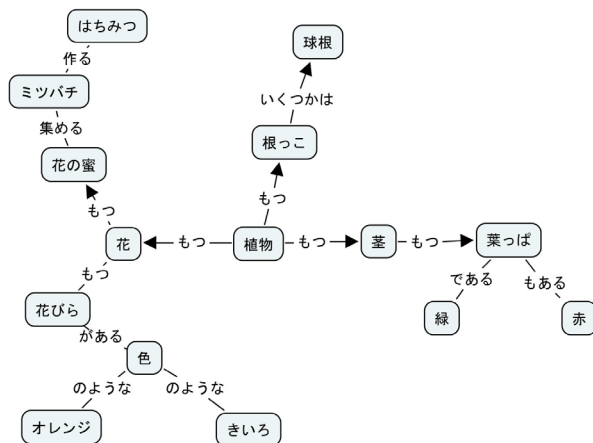 はちみつ
作る
ミツバチ
集める
花の蜜
もつ
花
もつ
花びら
がある
色
のような
のような
オレンジ
きいろ
もつ
植物
もつ
根っこ
いくつかは
球根
もつ
茎
もつ
葉っぱ
である
もある
緑
赤